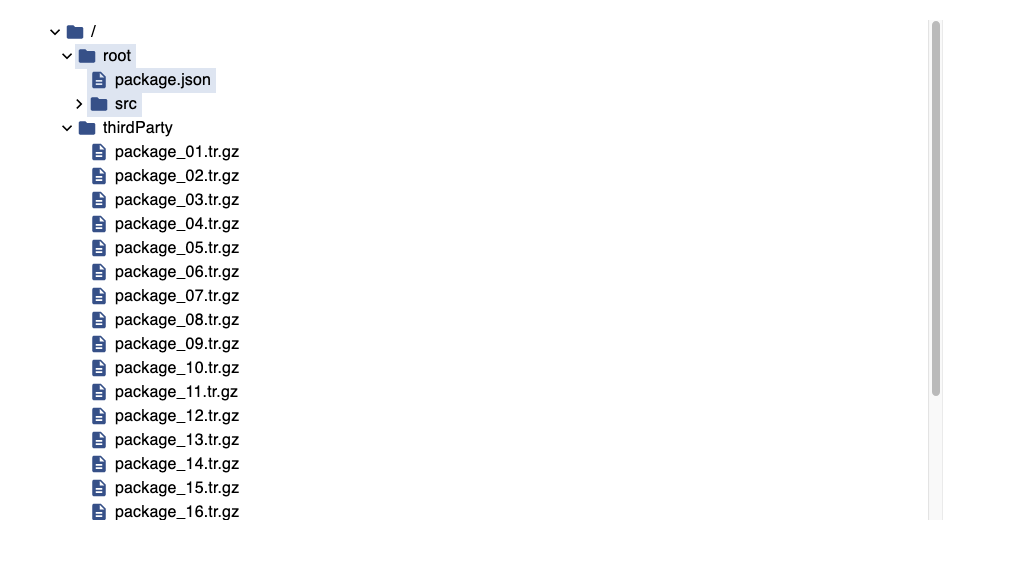 /
root
package.json
src
thirdParty
package_01.tr.gz
package_02.tr.gz
package_03.tr.gz
package_04.tr.gz
package_05.tr.gz
package_06.tr.gz
package_07.tr.gz
package_08.tr.gz
package_09.tr.gz
package_10.tr.gz
package_11.tr.gz
package_12.tr.gz
package_13.tr.gz
package_14.tr.gz
package_15.tr.gz
package_16.tr.gz